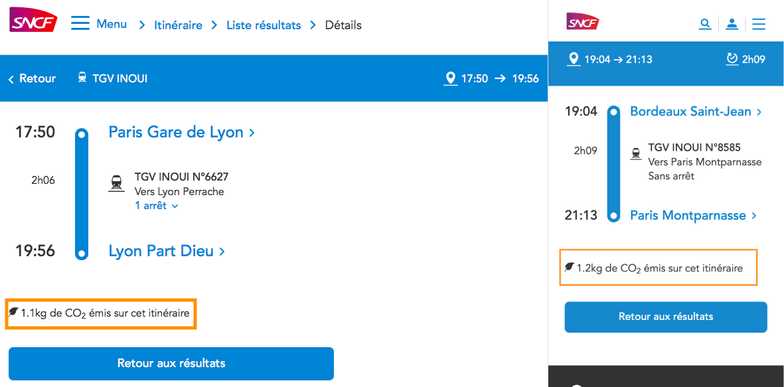 SNCF
Menu > Itinéraire > Liste résultats > Détails
< Retour TGV INOUI 17:50 → 19:56
17:50 Paris Gare de Lyon >
2h06 TGV INOUI N°6627
Vers Lyon Perrache
1 arrêt
19:56 Lyon Part Dieu >
1.1kg de CO₂ émis sur cet itinéraire
Retour aux résultats
SNCF
19:04 → 21:13 2h09
19:04 Bordeaux Saint-Jean >
2h09 TGV INOUI N°8585
Vers Paris Montparnasse
Sans arrêt
21:13 Paris Montparnasse >
1.2kg de CO₂ émis sur cet itinéraire
Retour aux résultats